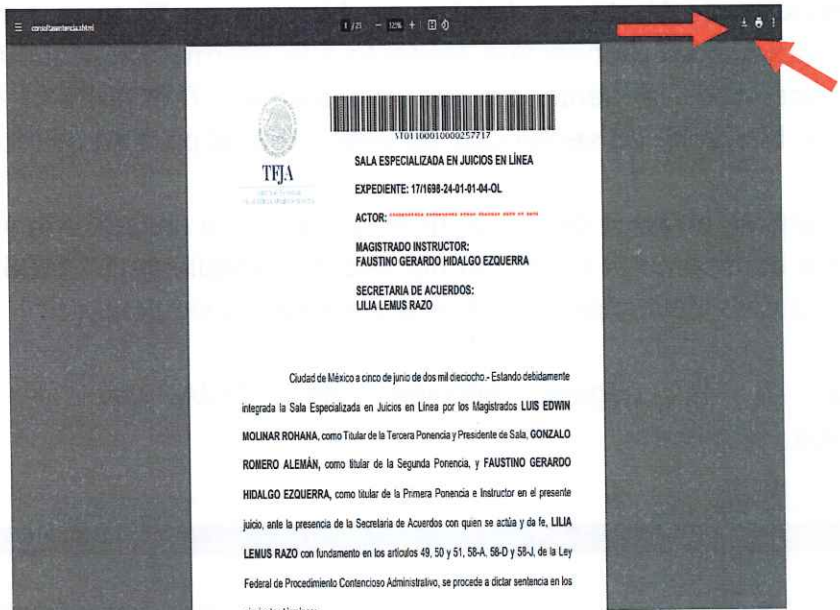 consultasentencia.xhtml
1 / 21 − 125% +
TFJA
SALA ESPECIALIZADA EN JUICIOS EN LÍNEA
EXPEDIENTE: 17/1698-24-01-01-04-OL
ACTOR:
MAGISTRADO INSTRUCTOR:
FAUSTINO GERARDO HIDALGO EZQUERRA
SECRETARIA DE ACUERDOS:
LILIA LEMUS RAZO
Ciudad de México a cinco de junio de dos mil dieciocho.- Estando debidamente
integrada la Sala Especializada en Juicios en Línea por los Magistrados LUIS EDWIN
MOLINAR ROHANA, como Titular de la Tercera Ponencia y Presidente de Sala, GONZALO
ROMERO ALEMÁN, como titular de la Segunda Ponencia, y FAUSTINO GERARDO
HIDALGO EZQUERRA, como titular de la Primera Ponencia e Instructor en el presente
juicio, ante la presencia de la Secretaria de Acuerdos con quien se actúa y da fe, LILIA
LEMUS RAZO con fundamento en los artículos 49, 50 y 51, 58-A, 58-D y 58-J, de la Ley
Federal de Procedimiento Contencioso Administrativo, se procede a dictar sentencia en los